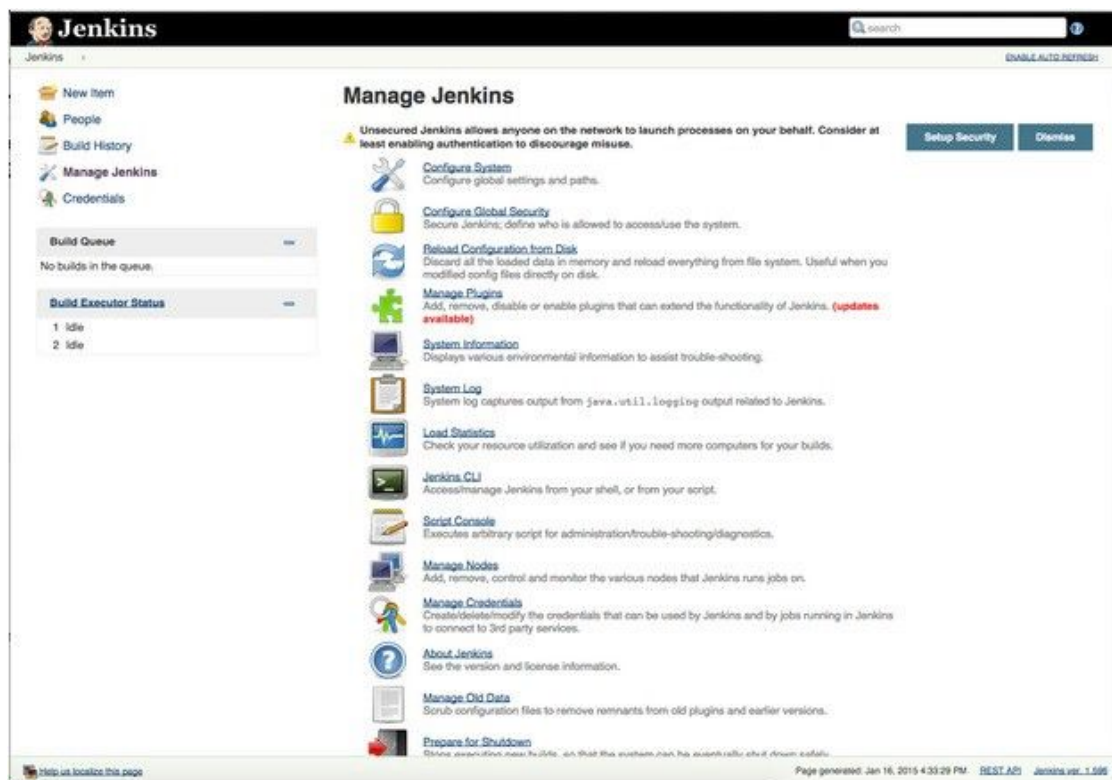 Jenkins
search
Jenkins
ENABLE AUTO REFRESH
New Item
People
Build History
Manage Jenkins
Credentials
Build Queue
No builds in the queue.
Build Executor Status
1 Idle
2 Idle
Manage Jenkins
Unsecured Jenkins allows anyone on the network to launch processes on your behalf. Consider at
least enabling authentication to discourage misuse.
Setup Security
Dismiss
Configure System
Configure global settings and paths.
Configure Global Security
Secure Jenkins; define who is allowed to access/use the system.
Reload Configuration from Disk
Discard all the loaded data in memory and reload everything from file system. Useful when you
modified config files directly on disk.
Manage Plugins
Add, remove, disable or enable plugins that can extend the functionality of Jenkins. (updates
available)
System Information
Displays various environmental information to assist trouble-shooting.
System Log
System log captures output from java.util.logging output related to Jenkins.
Load Statistics
Check your resource utilization and see if you need more computers for your builds.
Jenkins CLI
Access/manage Jenkins from your shell, or from your script.
Script Console
Executes arbitrary script for administration/trouble-shooting/diagnostics.
Manage Nodes
Add, remove, control and monitor the various nodes that Jenkins runs jobs on.
Manage Credentials
Create/delete/modify the credentials that can be used by Jenkins and by jobs running in Jenkins
to connect to 3rd party services.
About Jenkins
See the version and license information.
Manage Old Data
Scrub configuration files to remove remnants from old plugins and earlier versions.
Prepare for Shutdown
Stops executing new builds, so that the system can be eventually shut down safely.
Help us localize this page
Page generated: Jan 16, 2015 4:33:29 PM REST API Jenkins ver. 1.596